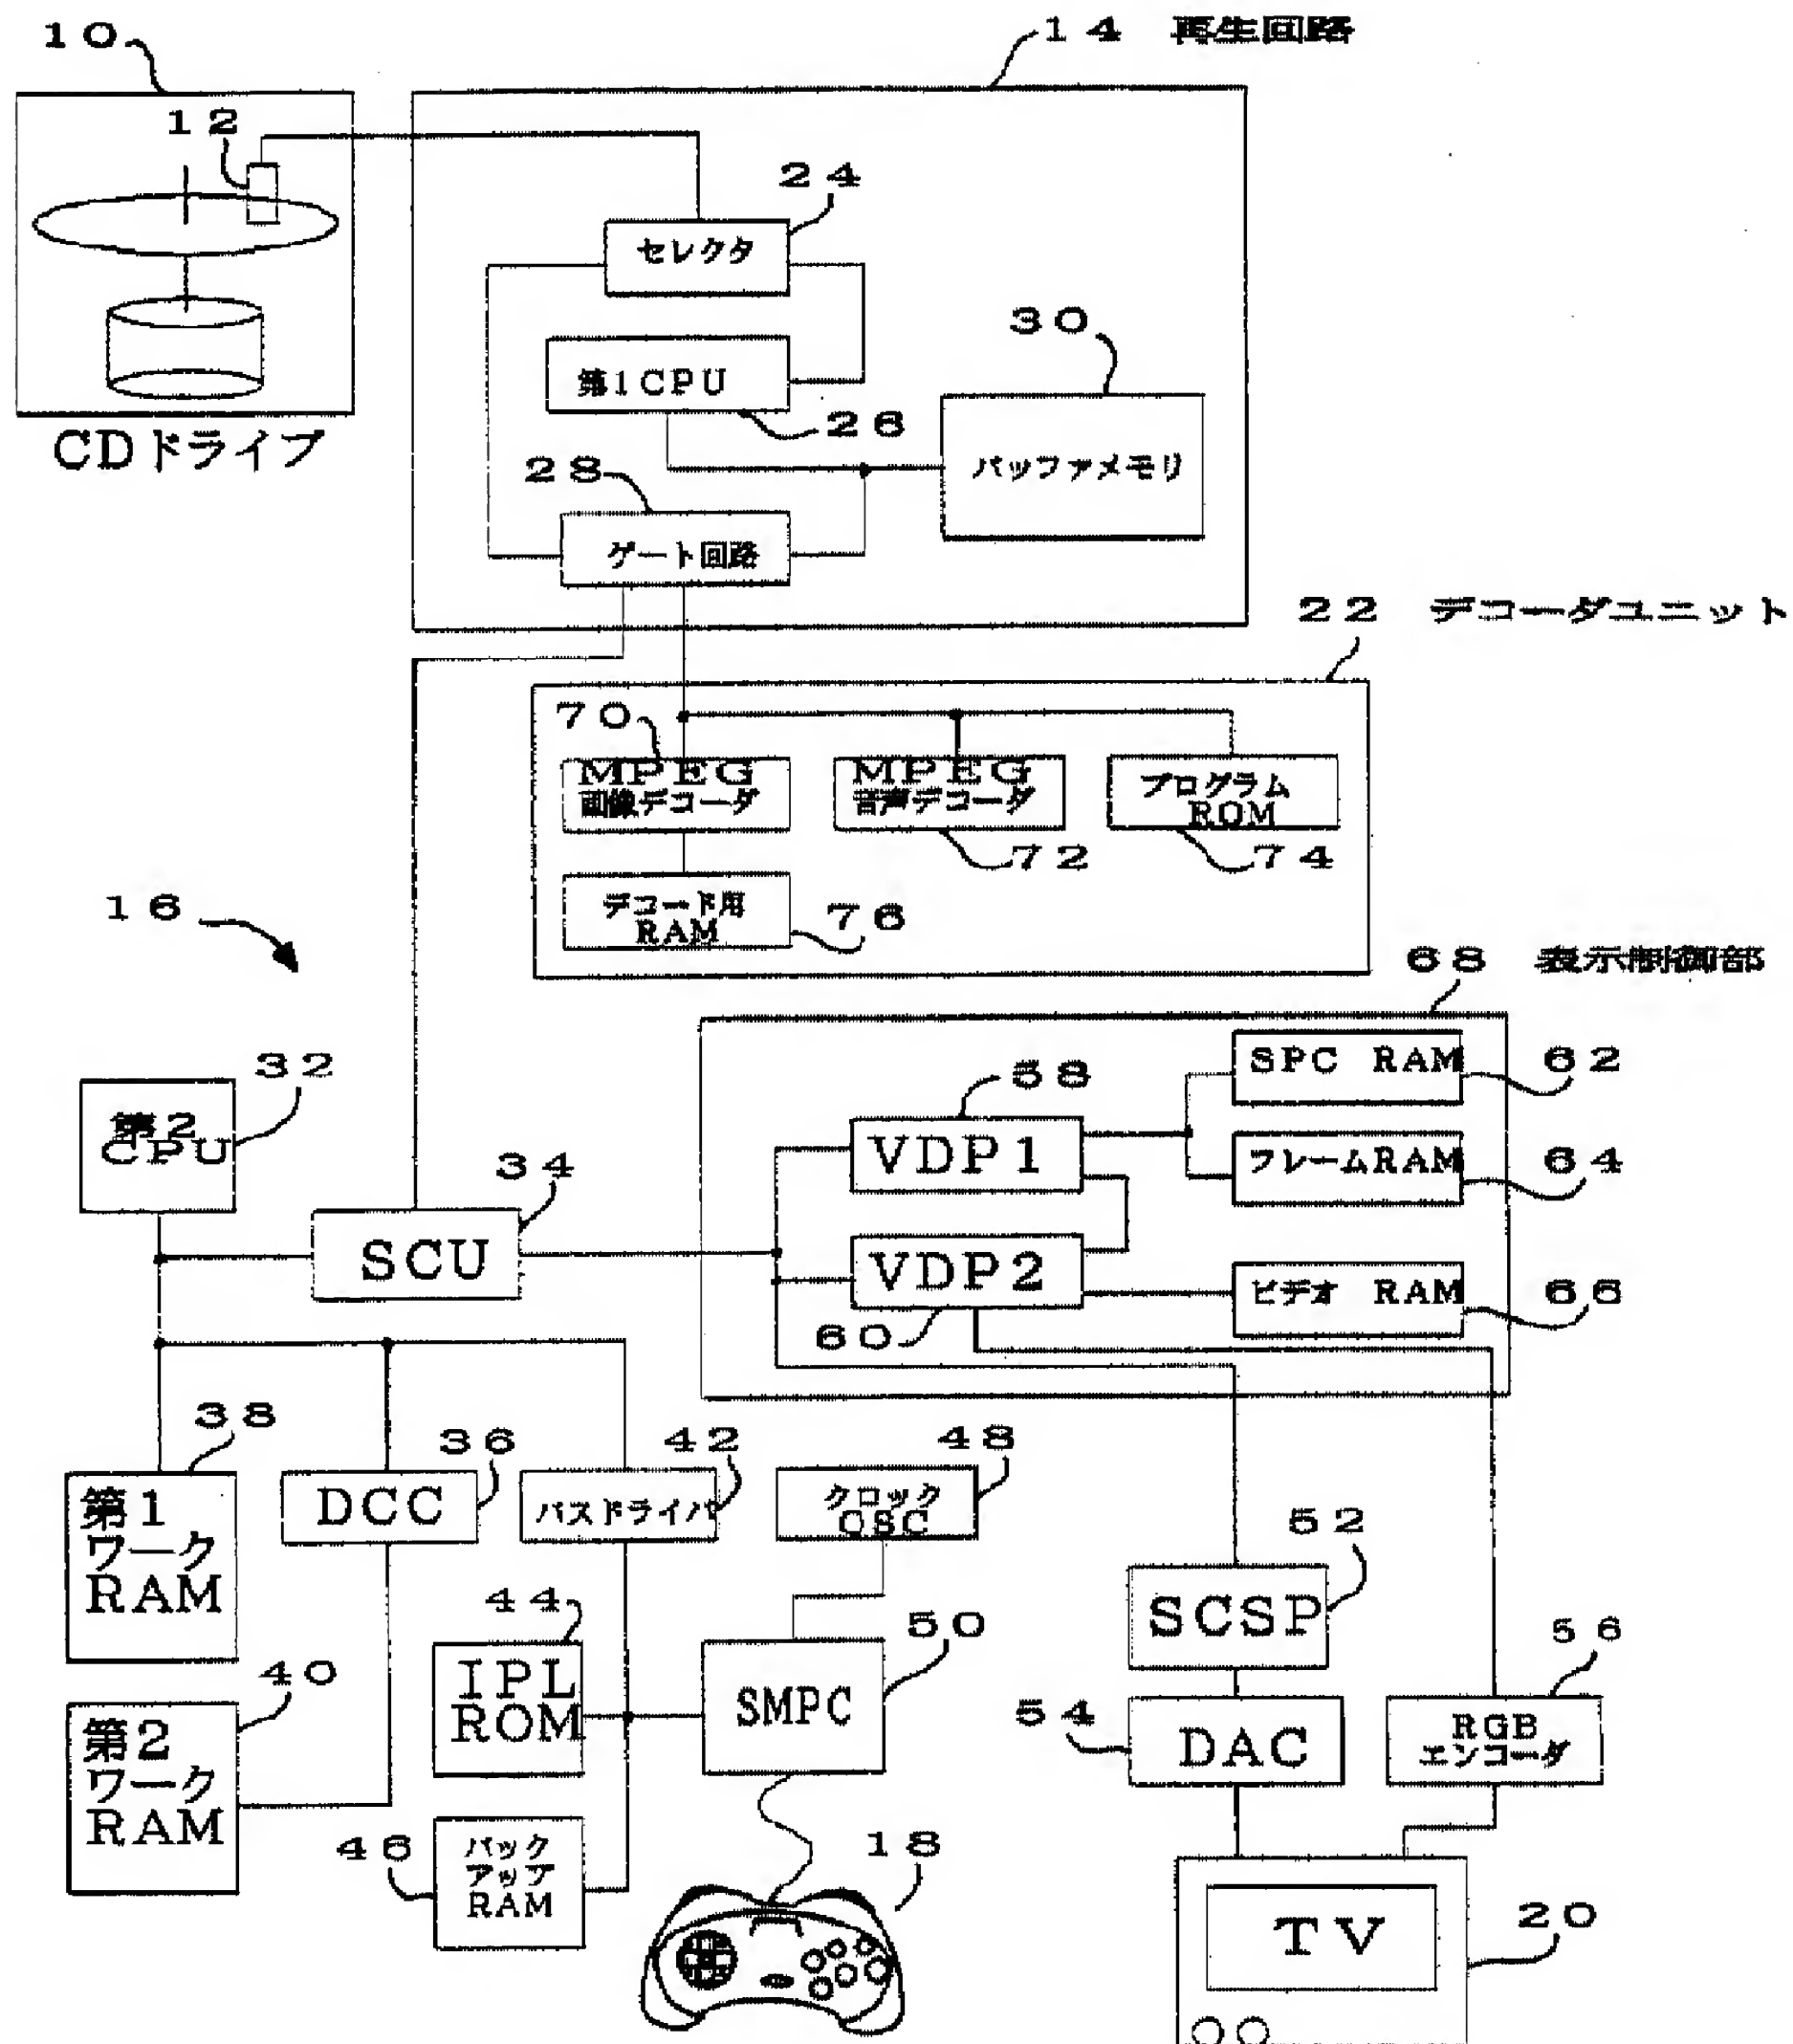 10
14 再生回路
12
24
セレクタ
30
第1CPU
26
CDドライブ
バッファメモリ
28
ゲート回路
22 デコーダユニット
70
MPEG
画像デコーダ
MPEG
音声デコーダ
プログラム
ROM
72
74
16
デコード用
RAM
76
68 表示制御部
32
58
SPC RAM
62
第2
CPU
VDP1
フレームRAM
64
34
SCU
VDP2
ビデオ RAM
66
60
38
36
42
48
第1
ワーク
RAM
DCC
バスドライバ
クロック
OSC
52
44
50
SCSP
56
40
IPL
ROM
SMPC
54
DAC
RGB
エンコーダ
第2
ワーク
RAM
46
バック
アップ
RAM
18
TV
20